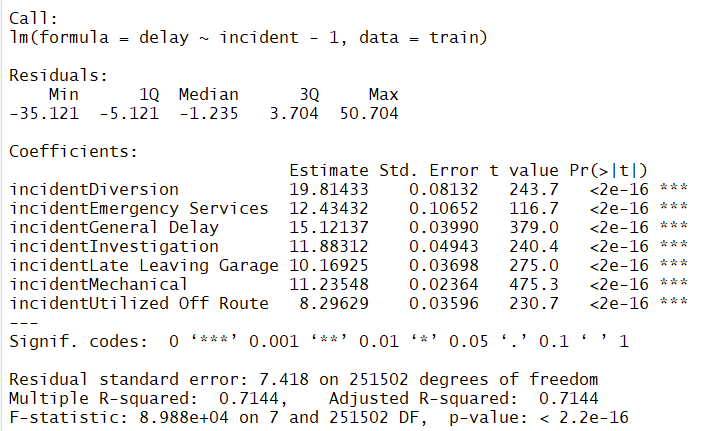 Call:
lm(formula = delay ~ incident - 1, data = train)
Residuals:
    Min      1Q  Median      3Q     Max
-35.121  -5.121  -1.235   3.704  50.704
Coefficients:
                             Estimate Std. Error t value Pr(>|t|)
incidentDiversion            19.81433    0.08132   243.7   <2e-16 ***
incidentEmergency Services   12.43432    0.10652   116.7   <2e-16 ***
incidentGeneral Delay        15.12137    0.03990   379.0   <2e-16 ***
incidentInvestigation        11.88312    0.04943   240.4   <2e-16 ***
incidentLate Leaving Garage  10.16925    0.03698   275.0   <2e-16 ***
incidentMechanical           11.23548    0.02364   475.3   <2e-16 ***
incidentUtilized Off Route    8.29629    0.03596   230.7   <2e-16 ***
---
Signif. codes:  0 ‘***’ 0.001 ‘**’ 0.01 ‘*’ 0.05 ‘.’ 0.1 ‘ ’ 1
Residual standard error: 7.418 on 251502 degrees of freedom
Multiple R-squared:  0.7144,    Adjusted R-squared:  0.7144
F-statistic: 8.988e+04 on 7 and 251502 DF,  p-value: < 2.2e-16